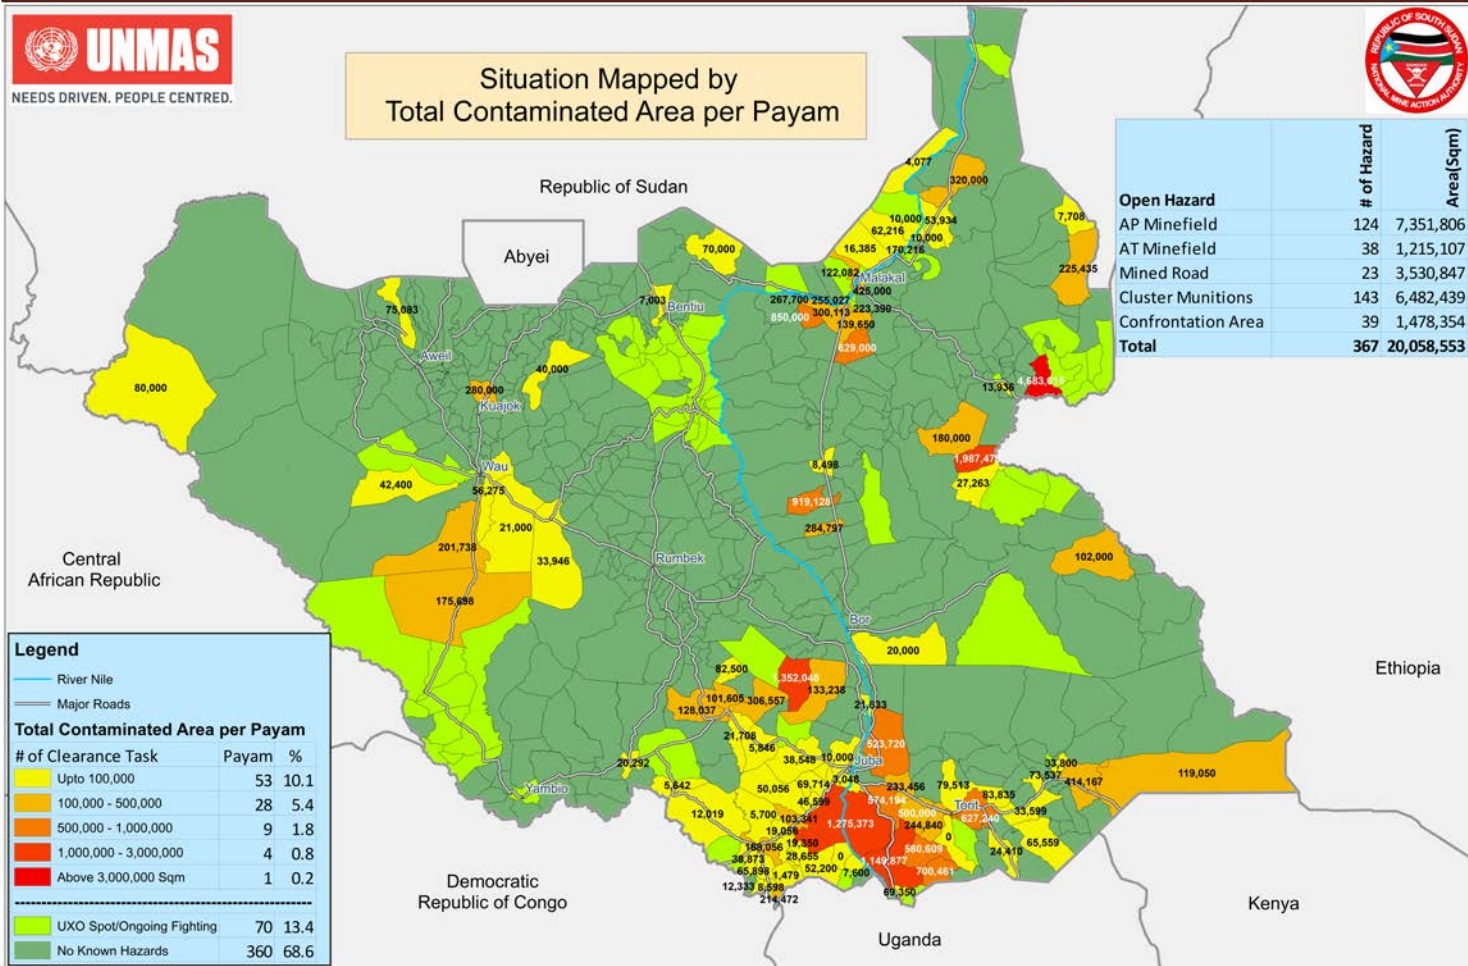 UNMAS
NEEDS DRIVEN. PEOPLE CENTRED.
Situation Mapped by
Total Contaminated Area per Payam
REPUBLIC OF SOUTH SUDAN
NATIONAL MINE ACTION AUTHORITY
Open Hazard # of Hazard Area(Sqm)
AP Minefield 124 7,351,806
AT Minefield 38 1,215,107
Mined Road 23 3,530,847
Cluster Munitions 143 6,482,439
Confrontation Area 39 1,478,354
Total 367 20,058,553
Republic of Sudan
Abyei
Central
African Republic
Democratic
Republic of Congo
Uganda
Kenya
Ethiopia
4,077
320,000
10,000
53,934
62,216
10,000
16,385
170,216
7,708
225,435
70,000
122,082
Malakal
425,000
267,700
255,027
223,390
850,000
300,113
139,650
629,000
7,003
Bentiu
75,083
Aweil
40,000
280,000
Kuajok
80,000
13,936
180,000
27,263
8,498
919,128
284,797
102,000
Wau
42,400
56,275
21,000
201,738
33,946
175,698
Rumbek
Bor
20,000
82,500
1,352,048
133,238
101,605
306,557
128,037
21,833
21,708
5,846
523,720
38,548
10,000
Juba
20,292
3,048
5,642
50,056
69,714
233,456
79,513
33,800
73,537
414,167
119,050
Yambio
46,599
574,194
83,835
12,019
5,700
103,341
500,000
Torit
33,599
1,275,373
627,240
19,056
244,840
0
19,350
65,559
168,056
580,609
24,410
38,873
28,655
0
1,149,877
65,898
1,479
52,200
7,600
700,461
12,333
8,598
69,350
214,472
Legend
River Nile
Major Roads
Total Contaminated Area per Payam
# of Clearance Task Payam %
Upto 100,000 53 10.1
100,000 - 500,000 28 5.4
500,000 - 1,000,000 9 1.8
1,000,000 - 3,000,000 4 0.8
Above 3,000,000 Sqm 1 0.2
UXO Spot/Ongoing Fighting 70 13.4
No Known Hazards 360 68.6